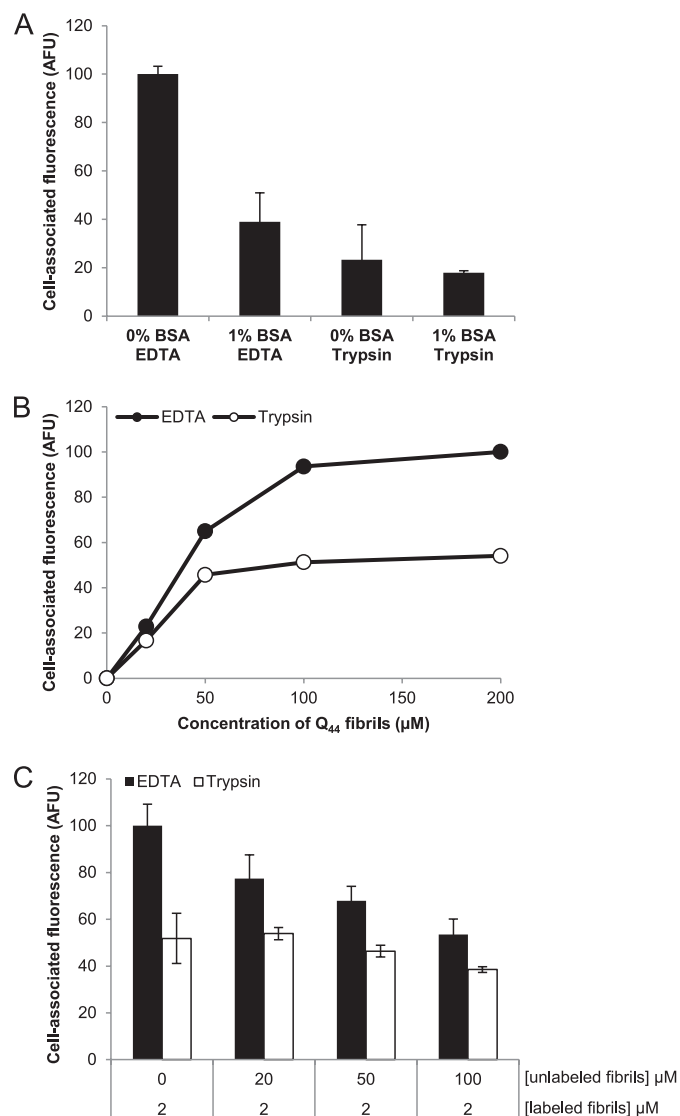 A
Cell-associated fluorescence (AFU)
120
100
80
60
40
20
0
0% BSA 1% BSA 0% BSA 1% BSA
EDTA EDTA Trypsin Trypsin
B
Cell-associated fluorescence (AFU)
EDTA Trypsin
120
100
80
60
40
20
0
0 50 100 150 200
Concentration of Q44 fibrils (µM)
C
Cell-associated fluorescence (AFU)
EDTA Trypsin
120
100
80
60
40
20
0
0 20 50 100 [unlabeled fibrils] µM
2 2 2 2 [labeled fibrils] µM